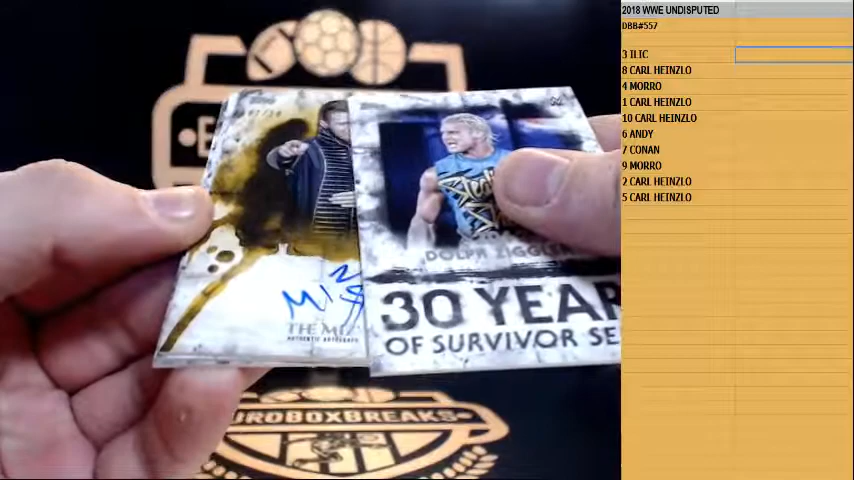 2018 WWE UNDISPUTED
DBB#557
3 ILIC
8 CARL HEINZLO
4 MORRO
1 CARL HEINZLO
10 CARL HEINZLO
6 ANDY
7 CONAN
9 MORRO
2 CARL HEINZLO
5 CARL HEINZLO
DOLPH ZIGGLE
30 YEAR
OF SURVIVOR SE
MIZ
THE MIZ
AUTHENTIC AUTOGRAPH
UROBOXBREAKS